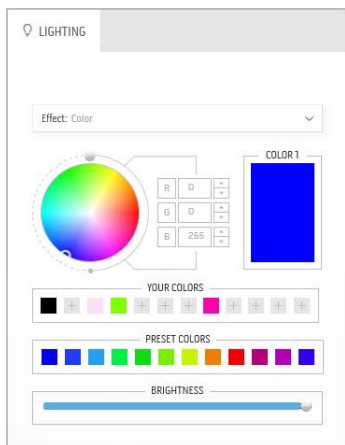 LIGHTING
Effect: Color
COLOR 1
R 0
G 0
B 255
YOUR COLORS
PRESET COLORS
BRIGHTNESS